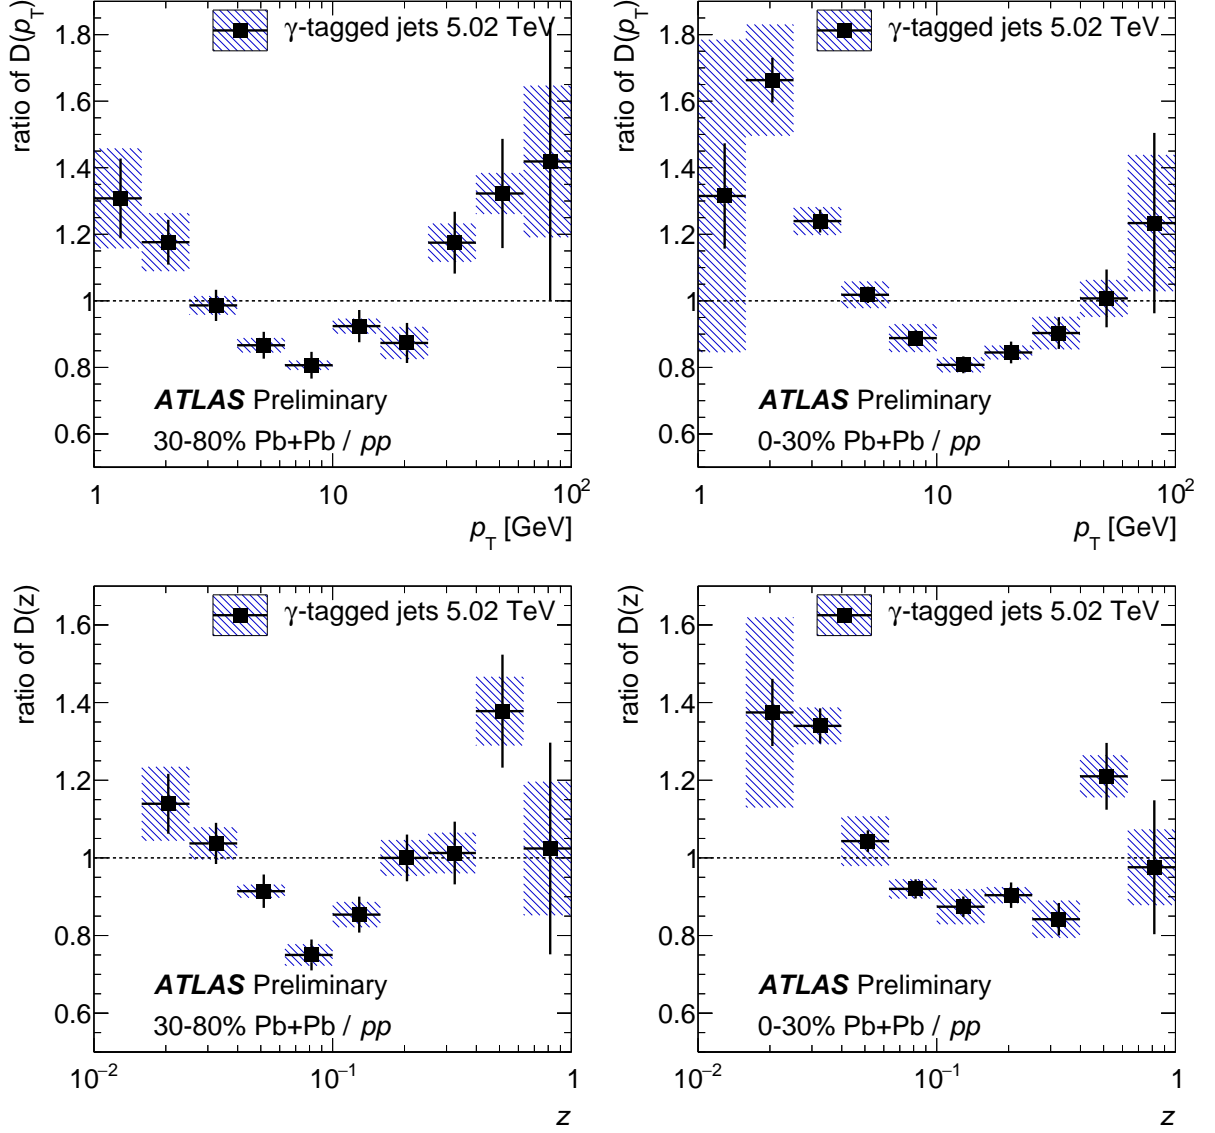 ratio of D(p_T)
γ-tagged jets 5.02 TeV
1.8
1.6
1.4
1.2
1
0.8
0.6
ATLAS Preliminary
30-80% Pb+Pb / pp
1
10
10²
p_T [GeV]
ratio of D(p_T)
γ-tagged jets 5.02 TeV
1.8
1.6
1.4
1.2
1
0.8
0.6
ATLAS Preliminary
0-30% Pb+Pb / pp
1
10
10²
p_T [GeV]
ratio of D(z)
γ-tagged jets 5.02 TeV
1.6
1.4
1.2
1
0.8
0.6
ATLAS Preliminary
30-80% Pb+Pb / pp
10⁻²
10⁻¹
1
z
ratio of D(z)
γ-tagged jets 5.02 TeV
1.6
1.4
1.2
1
0.8
0.6
ATLAS Preliminary
0-30% Pb+Pb / pp
10⁻²
10⁻¹
1
z